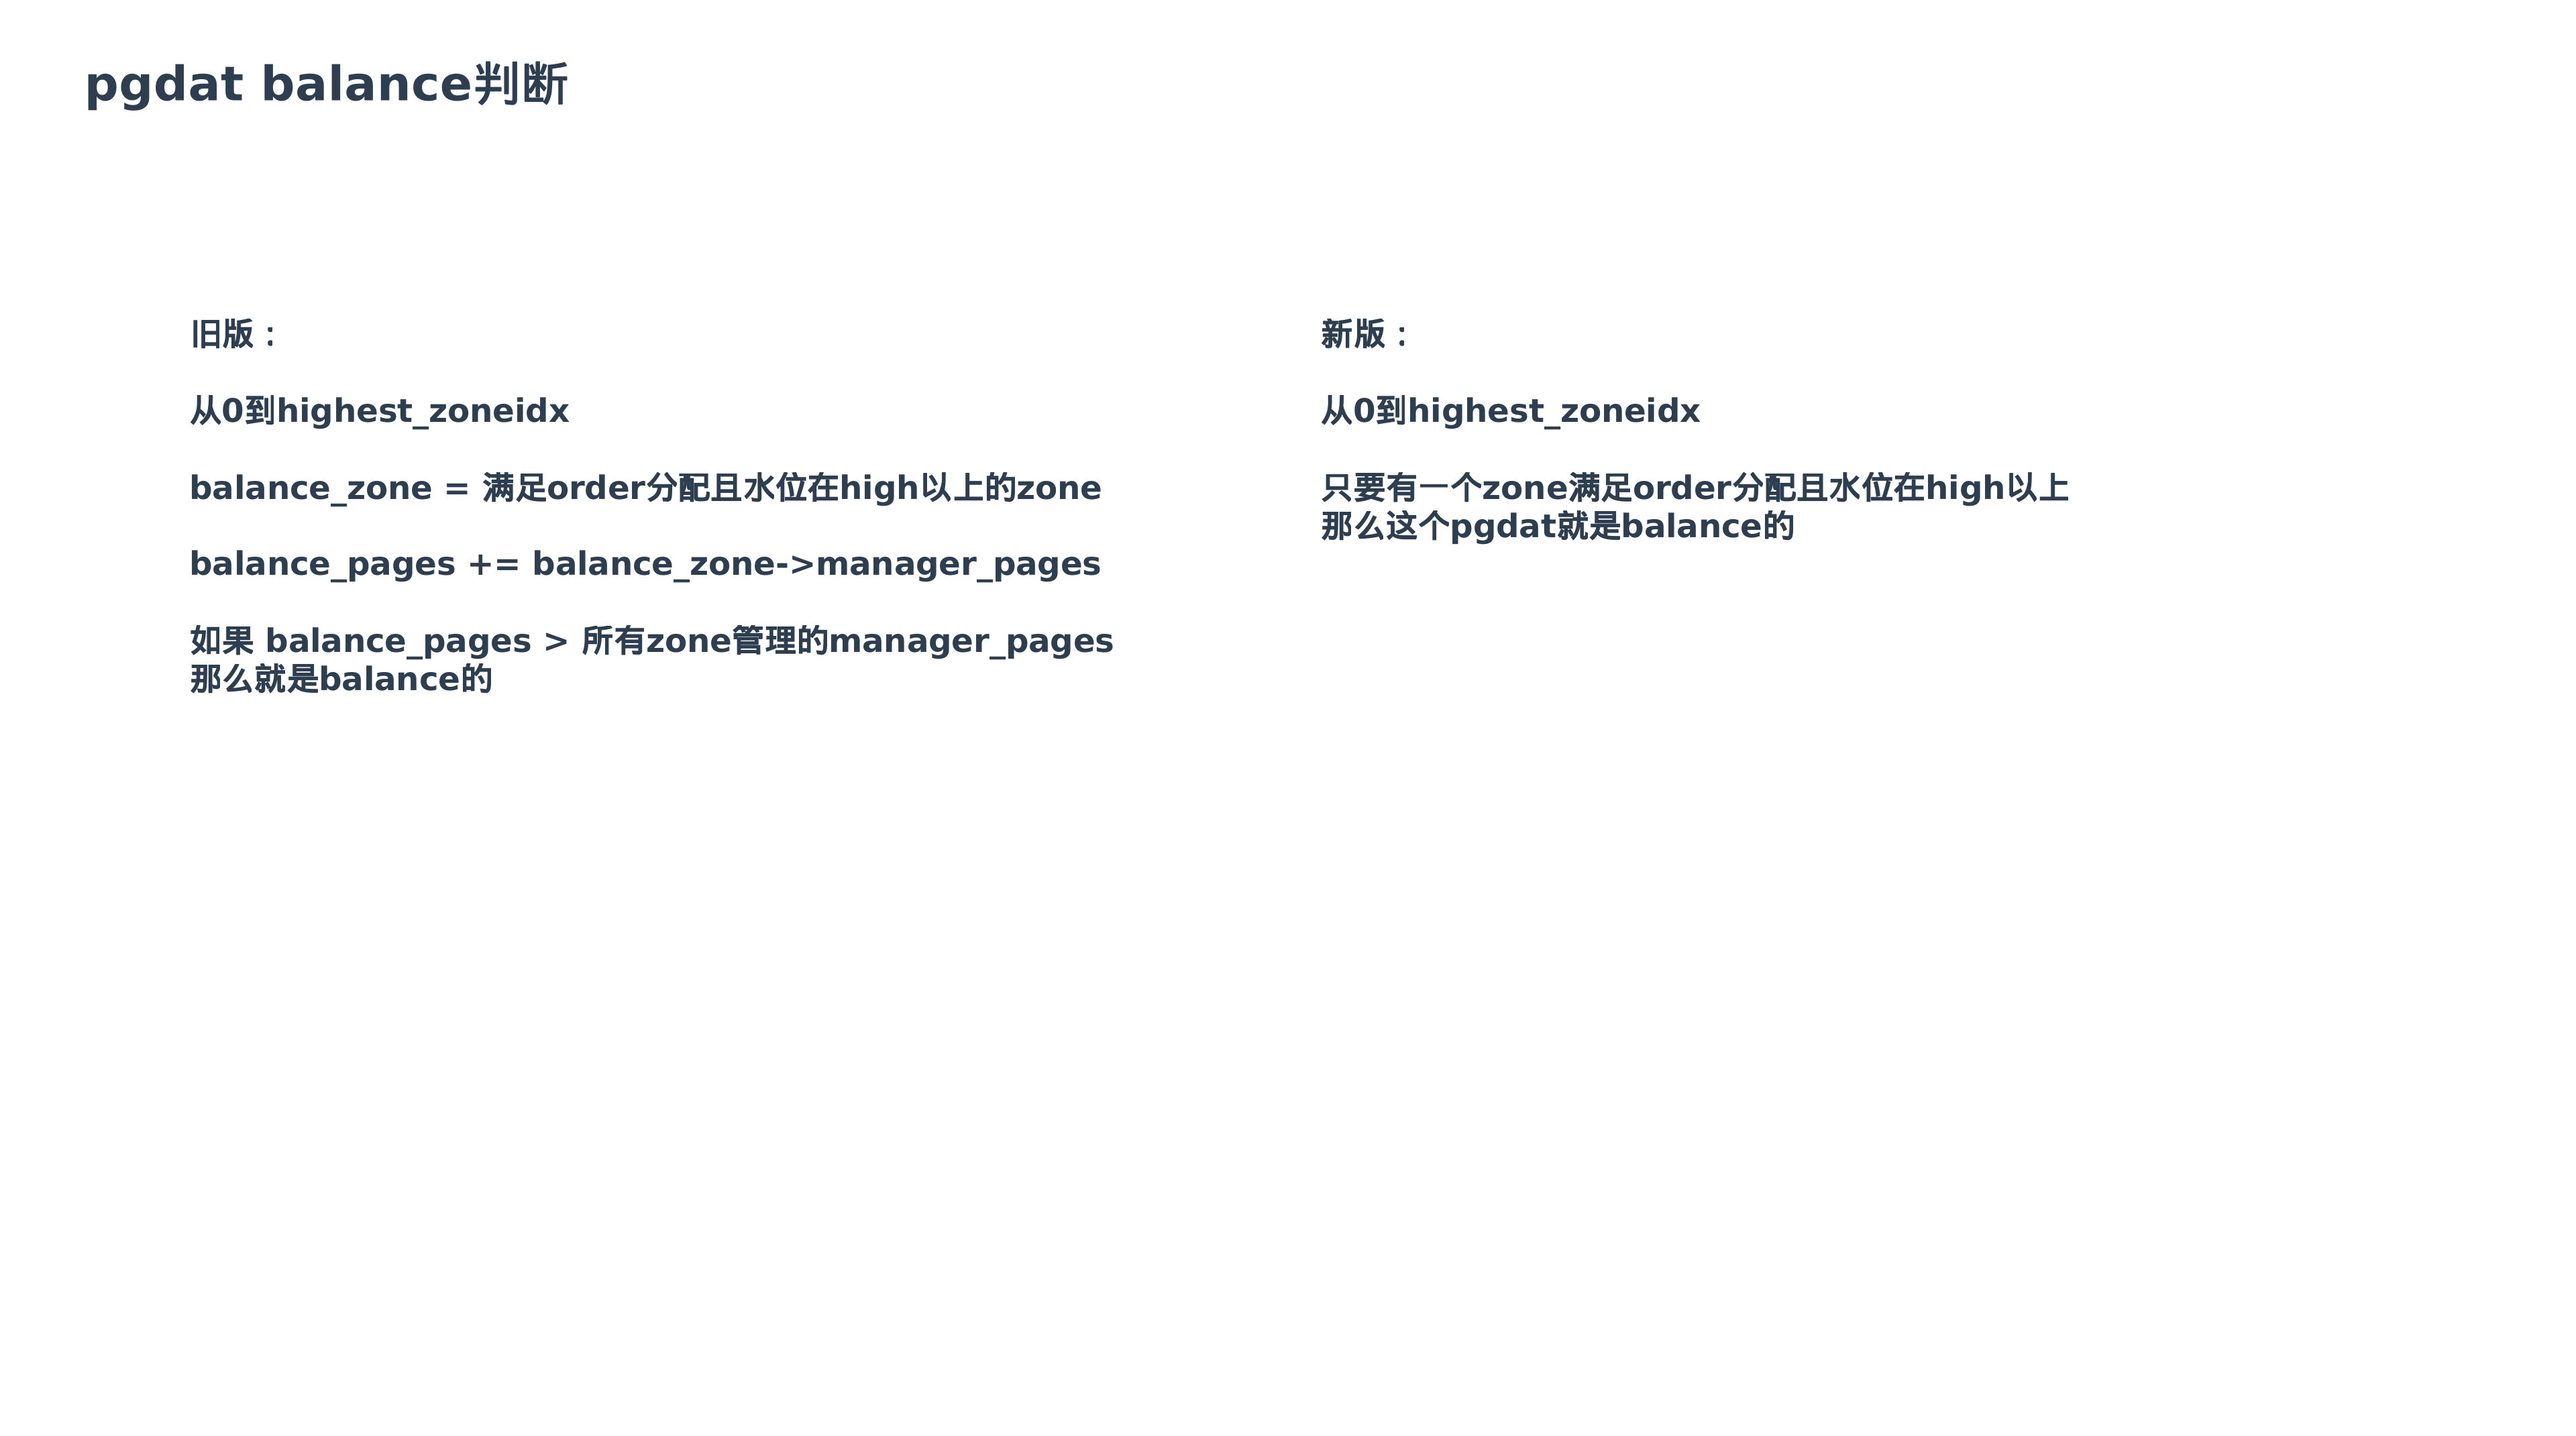 pgdat balance判断
旧版：
从0到highest_zoneidx
balance_zone = 满足order分配且水位在high以上的zone
balance_pages += balance_zone->manager_pages
如果 balance_pages > 所有zone管理的manager_pages
那么就是balance的
新版：
从0到highest_zoneidx
只要有一个zone满足order分配且水位在high以上
那么这个pgdat就是balance的